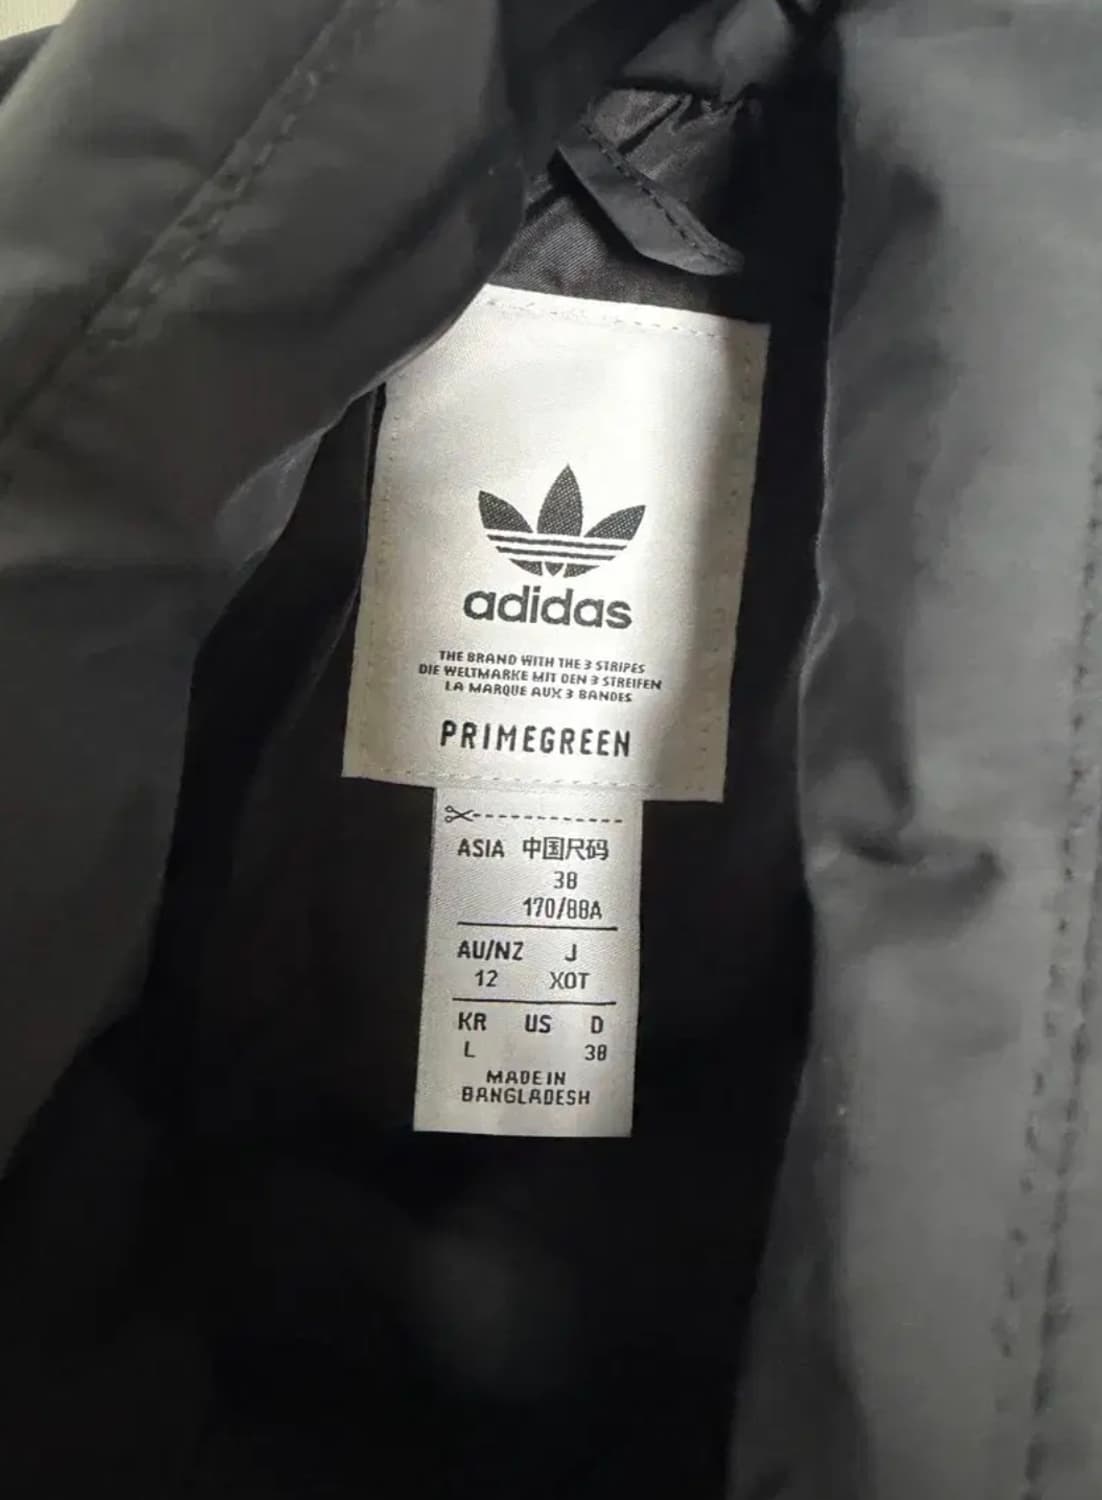 adidas
THE BRAND WITH THE 3 STRIPES
DIE WELTMARKE MIT DEN 3 STREIFEN
LA MARQUE AUX 3 BANDES
PRIMEGREEN
ASIA 中国尺码
38
170/88A
AU/NZ J
12 XOT
KR US D
L 38
MADE IN
BANGLADESH